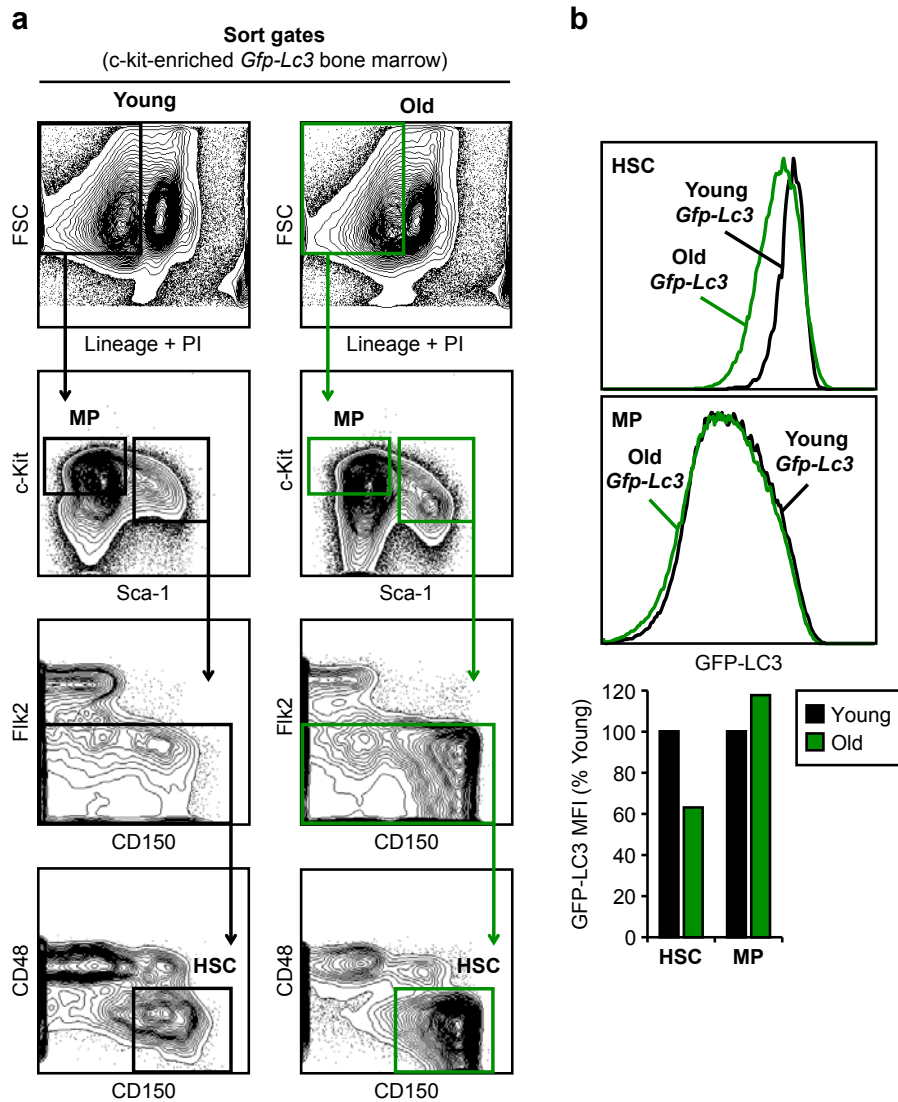 a
Sort gates
(c-kit-enriched Gfp-Lc3 bone marrow)
Young
Old
FSC
Lineage + PI
FSC
Lineage + PI
MP
c-Kit
Sca-1
c-Kit
Sca-1
Flk2
CD150
Flk2
CD150
HSC
CD48
CD150
HSC
CD48
CD150
b
HSC
Young
Gfp-Lc3
Old
Gfp-Lc3
MP
Old
Gfp-Lc3
Young
Gfp-Lc3
GFP-LC3
GFP-LC3 MFI (% Young)
120
100
80
60
40
20
0
HSC
MP
Young
Old